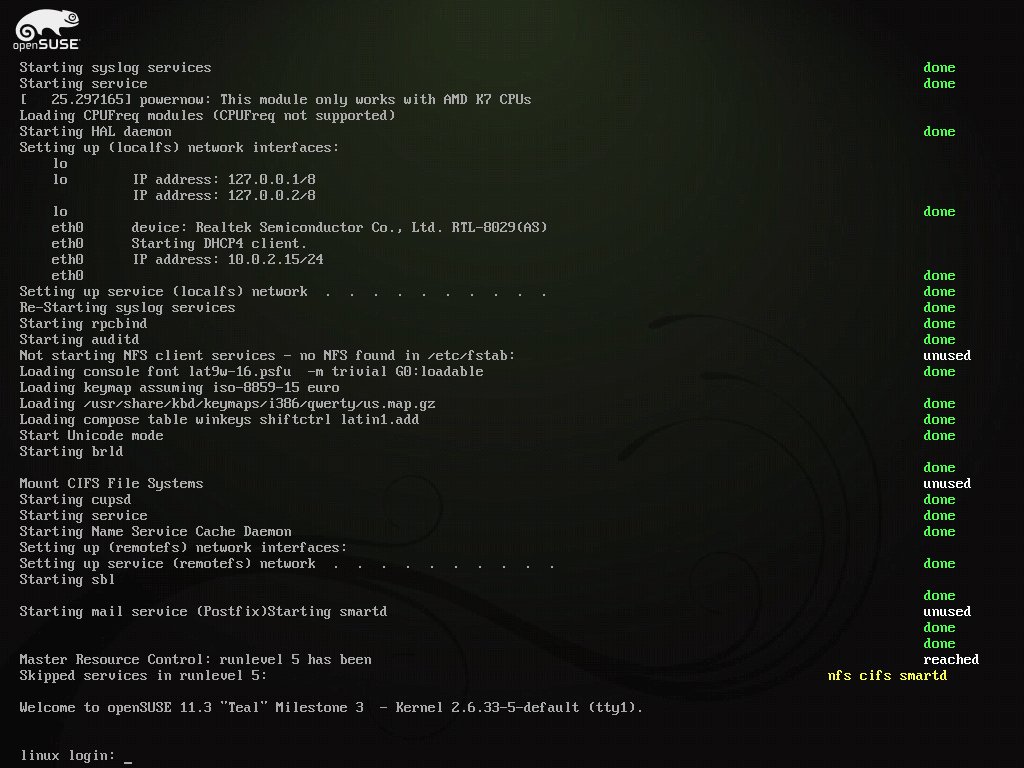 openSUSE
Starting syslog services done
Starting service done
[   25.297165] powernow: This module only works with AMD K7 CPUs
Loading CPUFreq modules (CPUFreq not supported)
Starting HAL daemon done
Setting up (localfs) network interfaces:
lo
lo IP address: 127.0.0.1/8
IP address: 127.0.0.2/8
lo done
eth0 device: Realtek Semiconductor Co., Ltd. RTL-8029(AS)
eth0 Starting DHCP4 client.
eth0 IP address: 10.0.2.15/24
eth0 done
Setting up service (localfs) network . . . . . . . . . . done
Re-Starting syslog services done
Starting rpcbind done
Starting auditd done
Not starting NFS client services - no NFS found in /etc/fstab: unused
Loading console font lat9w-16.psfu  -m trivial G0:loadable done
Loading keymap assuming iso-8859-15 euro
Loading /usr/share/kbd/keymaps/i386/qwerty/us.map.gz done
Loading compose table winkeys shiftctrl latin1.add done
Start Unicode mode done
Starting brld
done
Mount CIFS File Systems unused
Starting cupsd done
Starting service done
Starting Name Service Cache Daemon done
Setting up (remotefs) network interfaces:
Setting up service (remotefs) network . . . . . . . . . . done
Starting sbl
done
Starting mail service (Postfix)Starting smartd unused
done
done
Master Resource Control: runlevel 5 has been reached
Skipped services in runlevel 5: nfs cifs smartd
Welcome to openSUSE 11.3 "Teal" Milestone 3  - Kernel 2.6.33-5-default (tty1).
linux login: _